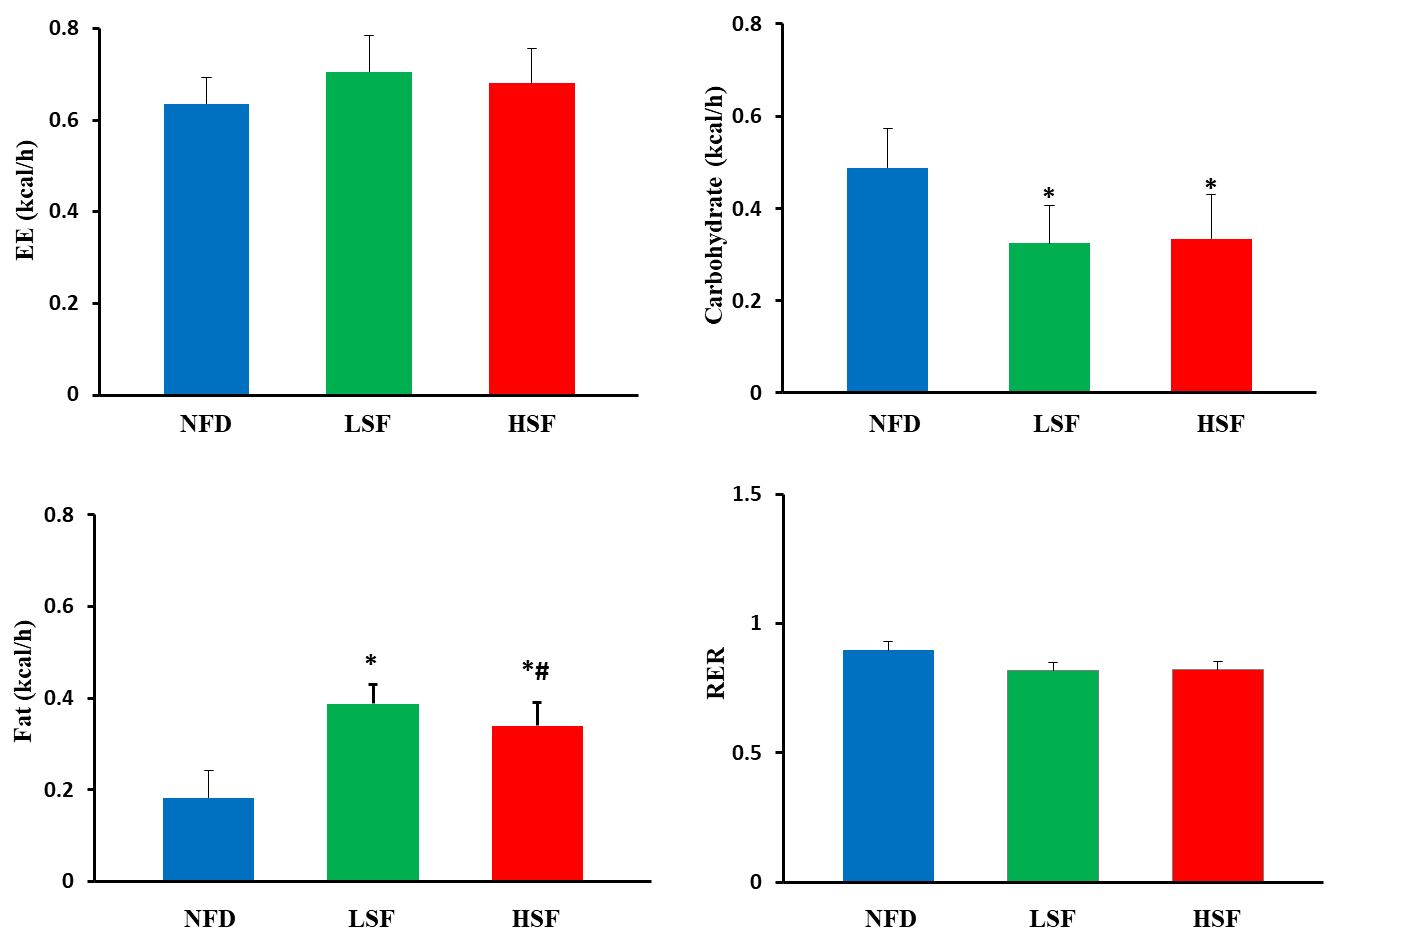 EE (kcal/h)
0.8
0.6
0.4
0.2
0
NFD LSF HSF
Carbohydrate (kcal/h)
0.8
0.6
0.4
0.2
0
* *
NFD LSF HSF
Fat (kcal/h)
0.8
0.6
0.4
0.2
0
* *#
NFD LSF HSF
RER
1.5
1
0.5
0
NFD LSF HSF